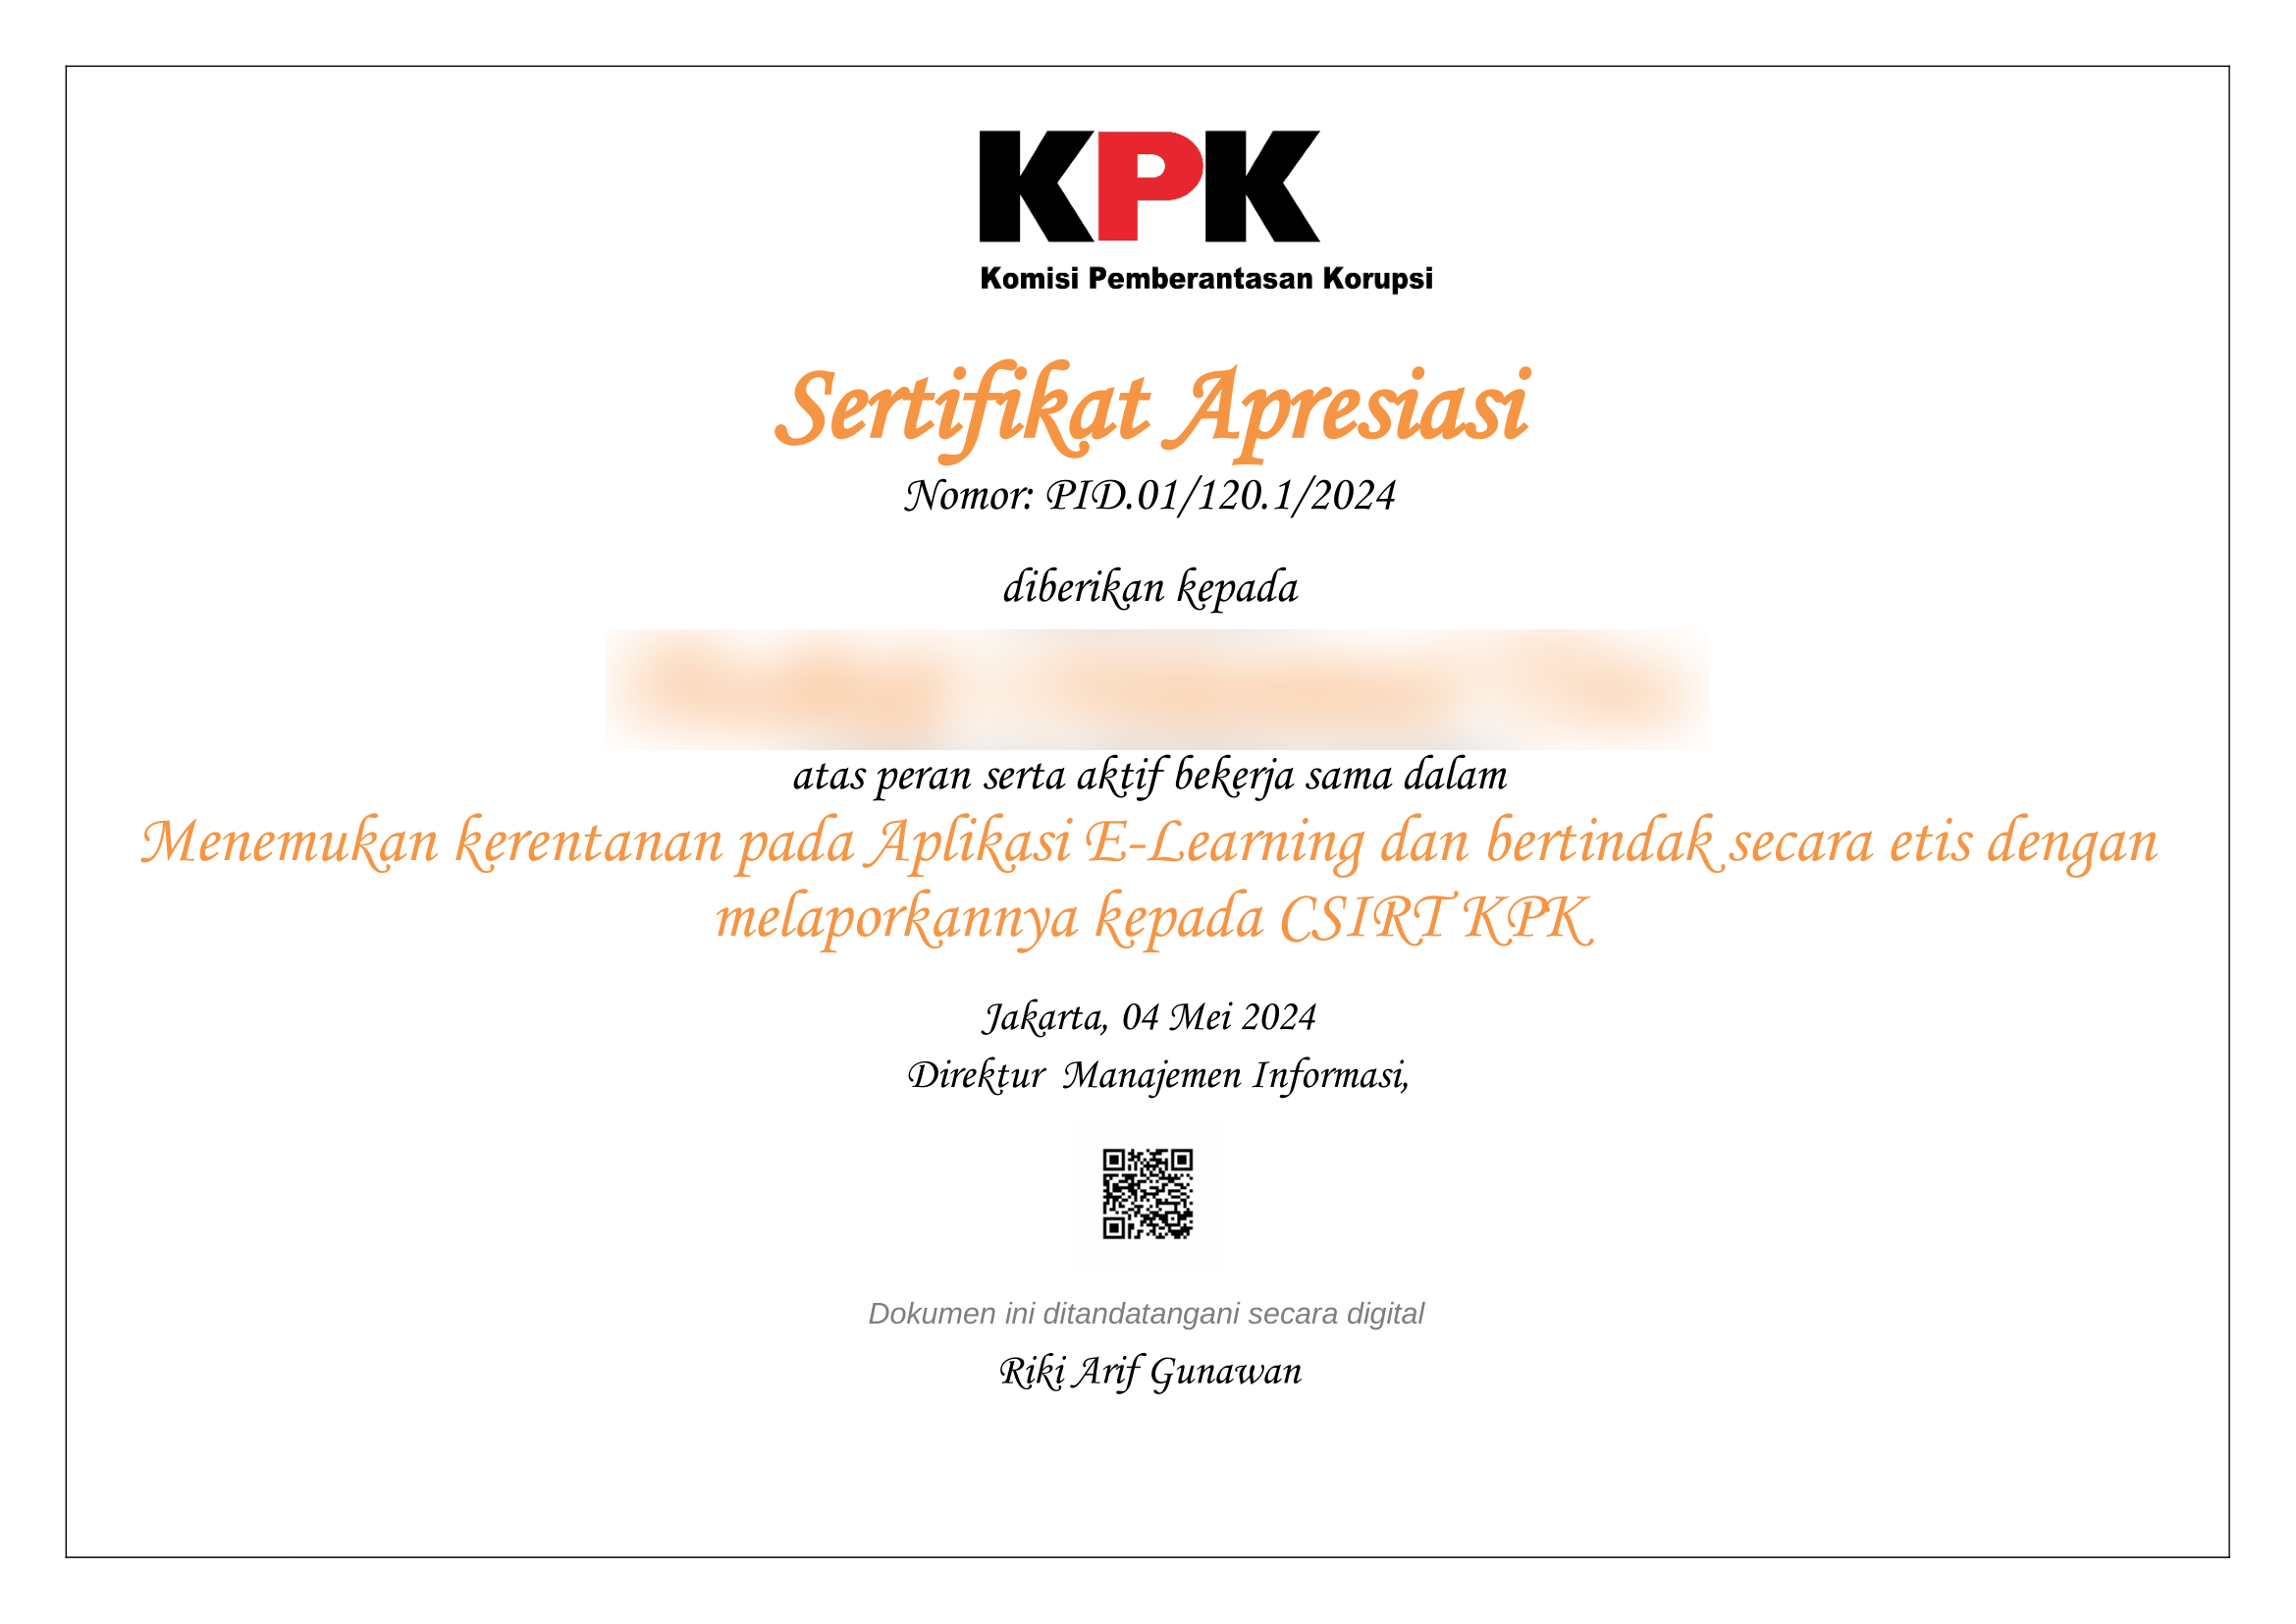 KPK
Komisi Pemberantasan Korupsi
Sertifikat Apresiasi
Nomor: PID.01/120.1/2024
diberikan kepada
atas peran serta aktif bekerja sama dalam
Menemukan kerentanan pada Aplikasi E-Learning dan bertindak secara etis dengan
melaporkannya kepada CSIRT KPK
Jakarta, 04 Mei 2024
Direktur Manajemen Informasi,
Dokumen ini ditandatangani secara digital
Riki Arif Gunawan